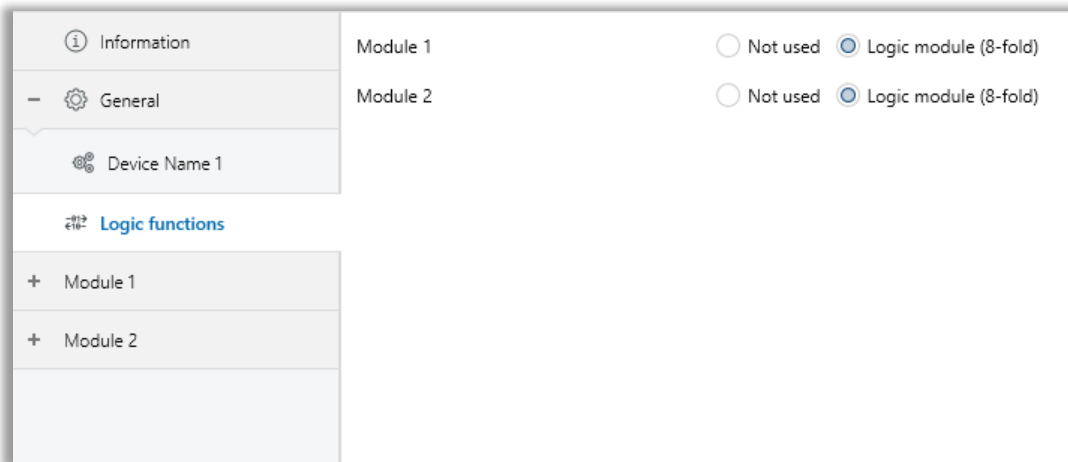 Information
General
Device Name 1
Logic functions
Module 1
Module 2
Module 1 Not used Logic module (8-fold)
Module 2 Not used Logic module (8-fold)